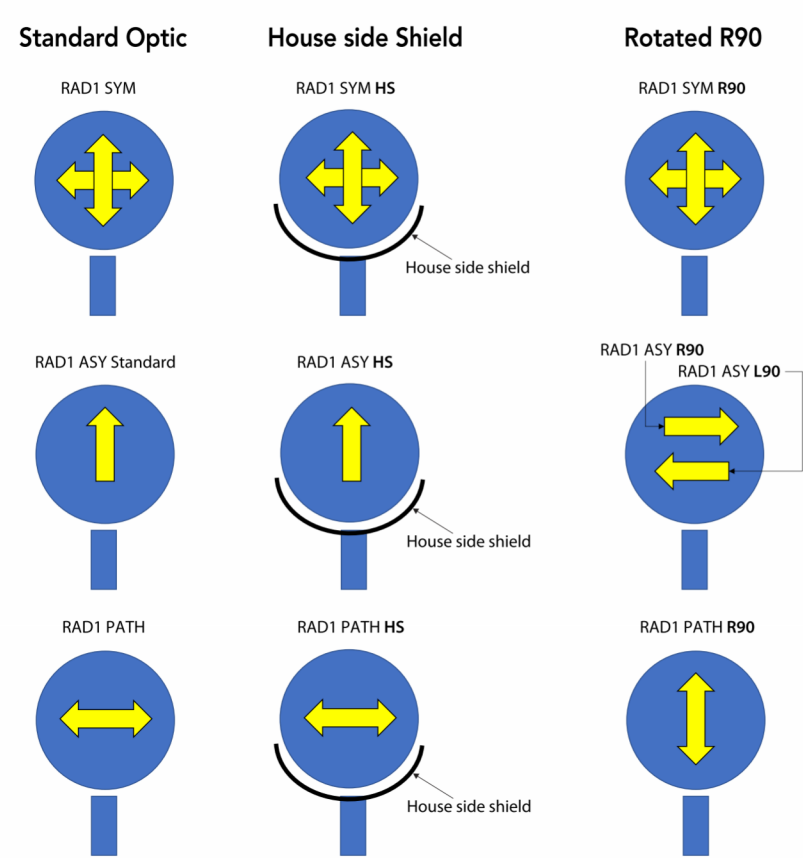 Standard Optic
House side Shield
Rotated R90
RAD1 SYM
RAD1 SYM HS
RAD1 SYM R90
House side shield
RAD1 ASY Standard
RAD1 ASY HS
RAD1 ASY R90
RAD1 ASY L90
House side shield
RAD1 PATH
RAD1 PATH HS
RAD1 PATH R90
House side shield